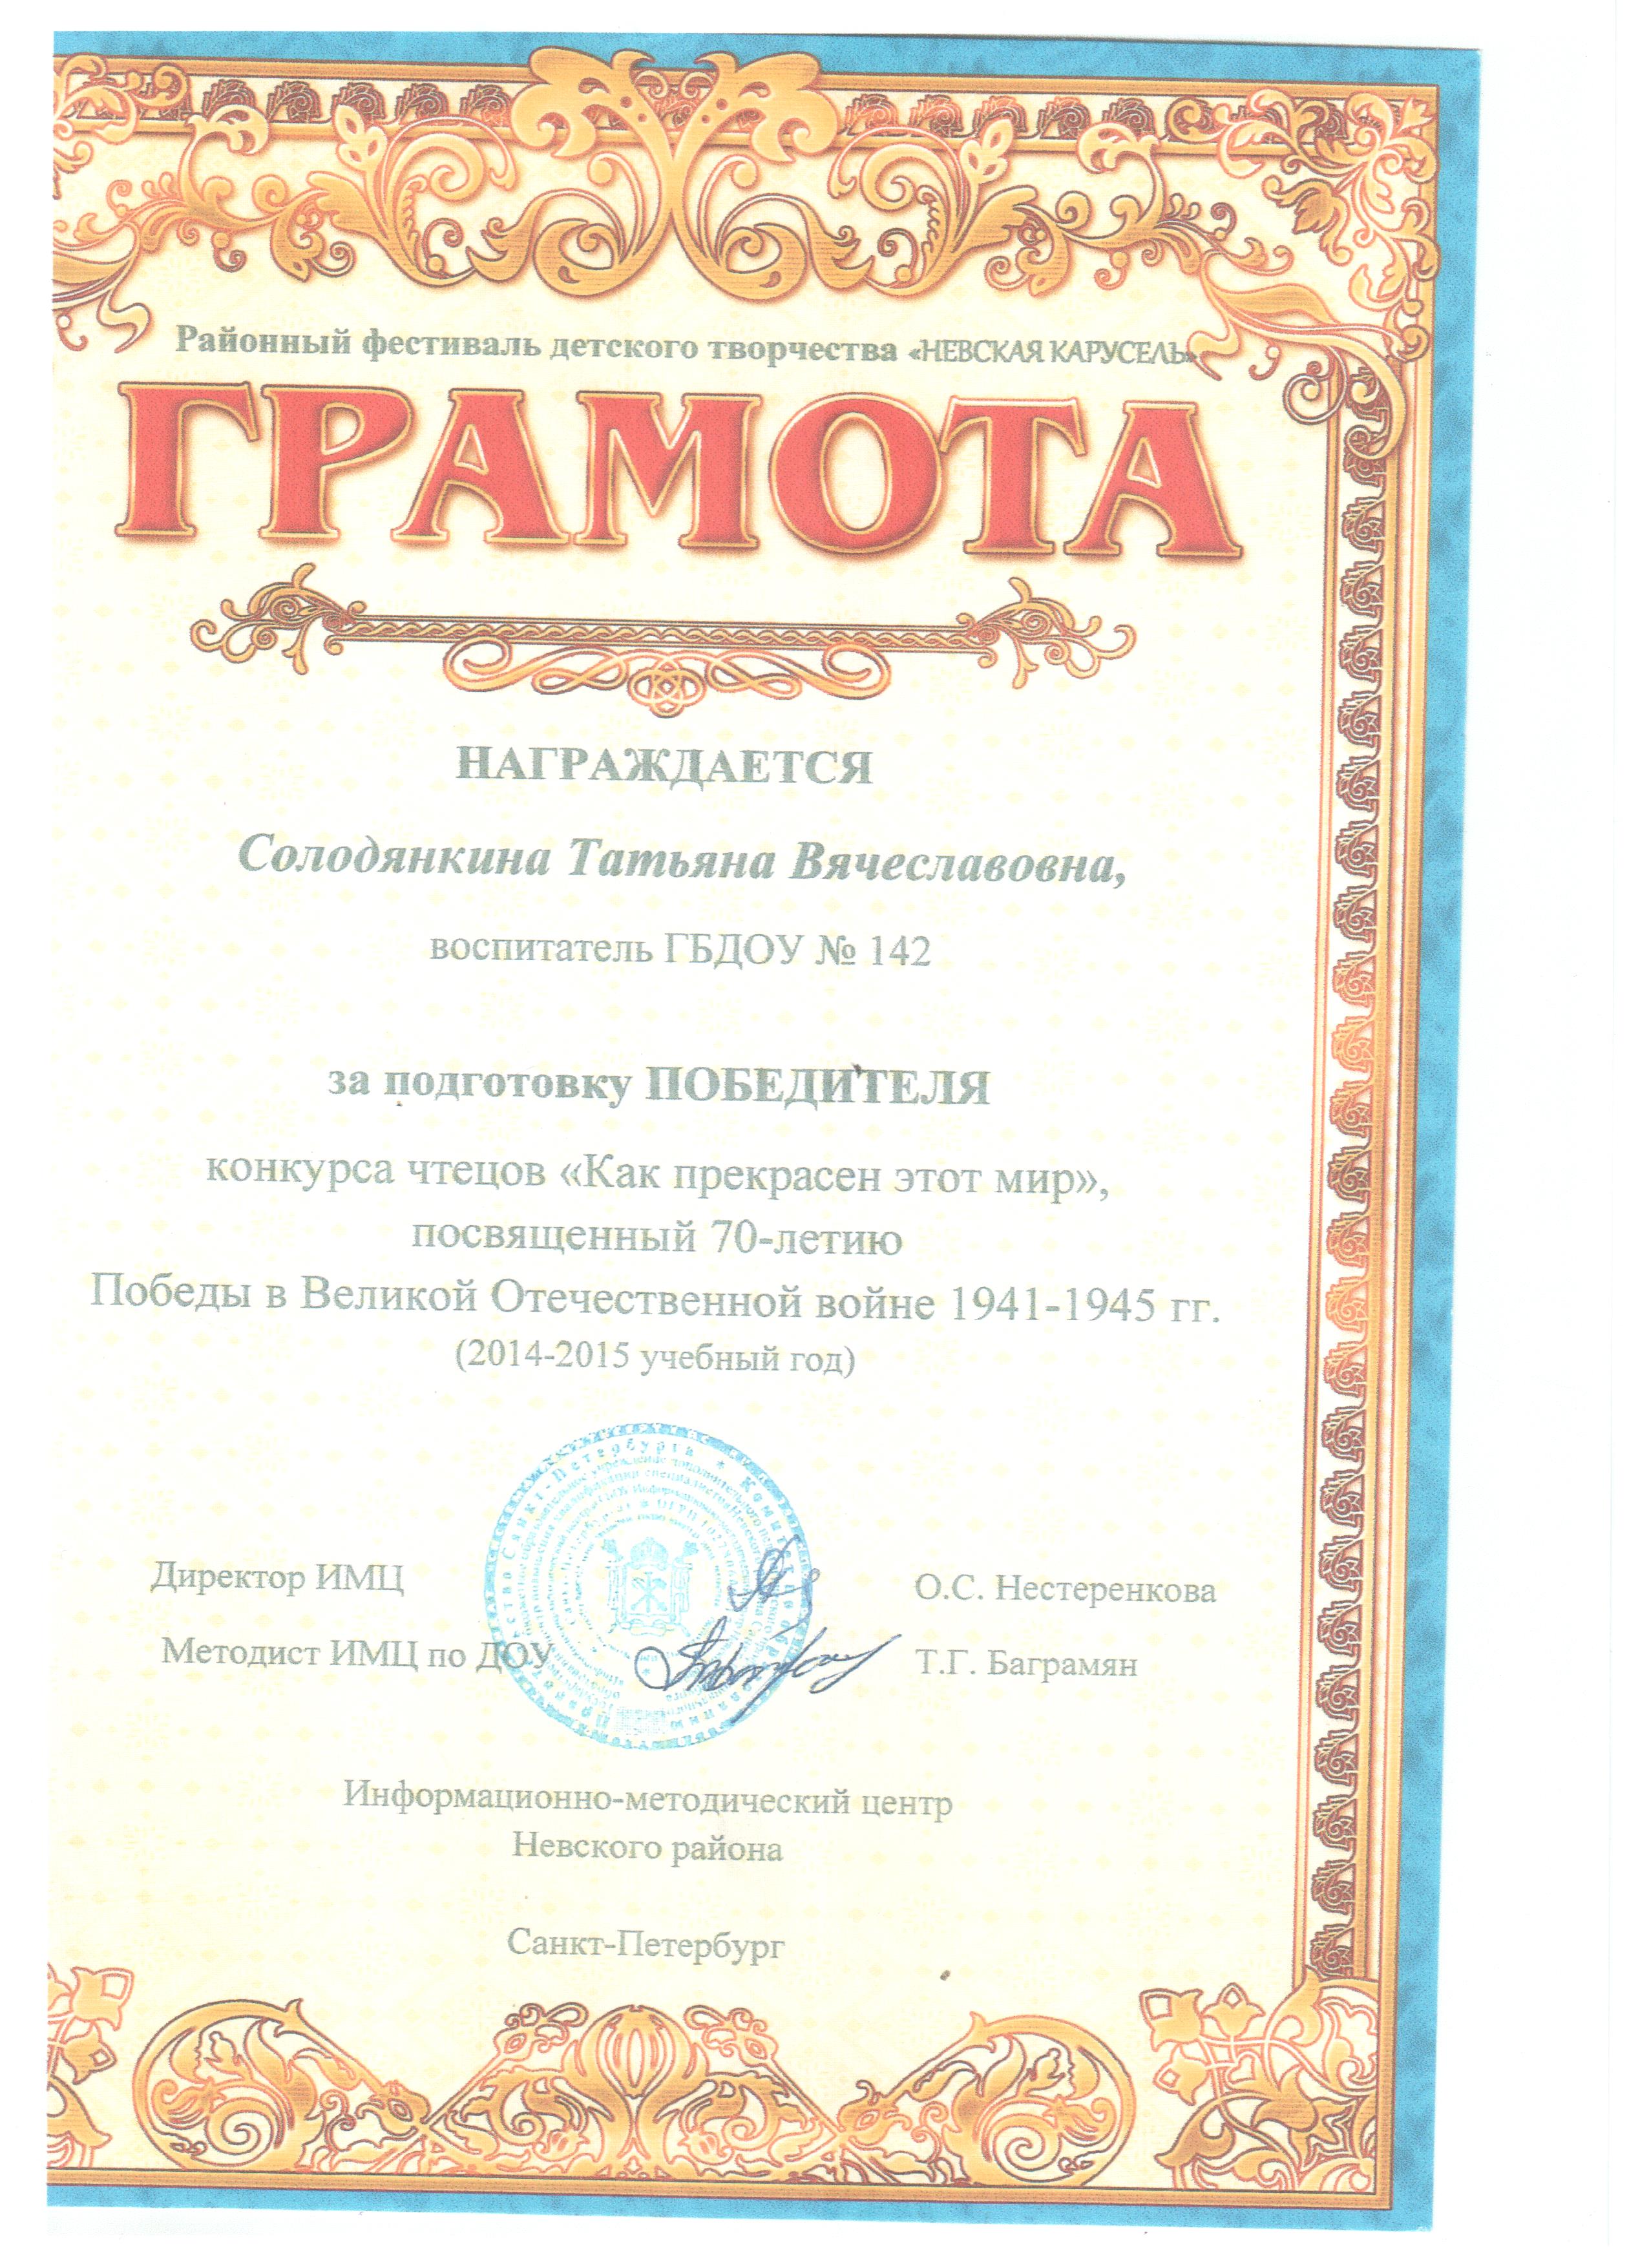 Районный фестиваль детского творчества «НЕВСКАЯ КАРУСЕЛЬ»
ГРАМОТА
НАГРАЖДАЕТСЯ
Солодянкина Татьяна Вячеславовна,
воспитатель ГБДОУ № 142
за подготовку ПОБЕДИТЕЛЯ
конкурса чтецов «Как прекрасен этот мир»,
посвященный 70-летию
Победы в Великой Отечественной войне 1941-1945 гг.
(2014-2015 учебный год)
Директор ИМЦ О.С. Нестеренкова
Методист ИМЦ по ДОУ Т.Г. Баграмян
Информационно-методический центр
Невского района
Санкт-Петербург